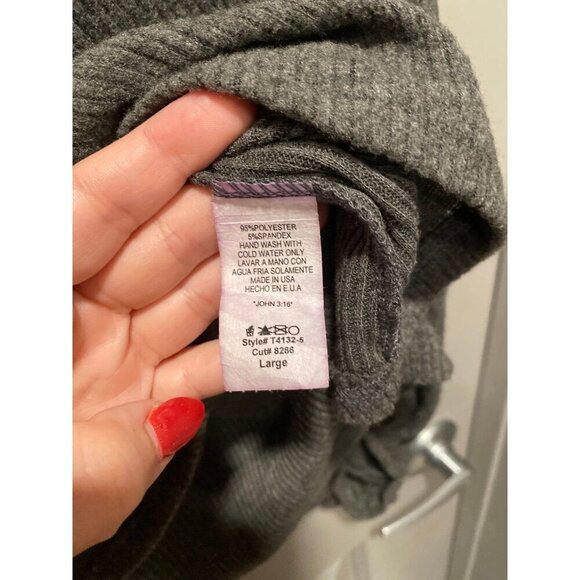 95%POLYESTER
5%SPANDEX
HAND WASH WITH
COLD WATER ONLY
LAVAR A MANO CON
AGUA FRIA SOLAMENTE
MADE IN USA
HECHO EN E.U.A
*JOHN 3:16*
Style# T4132-5
Cut# 8286
Large